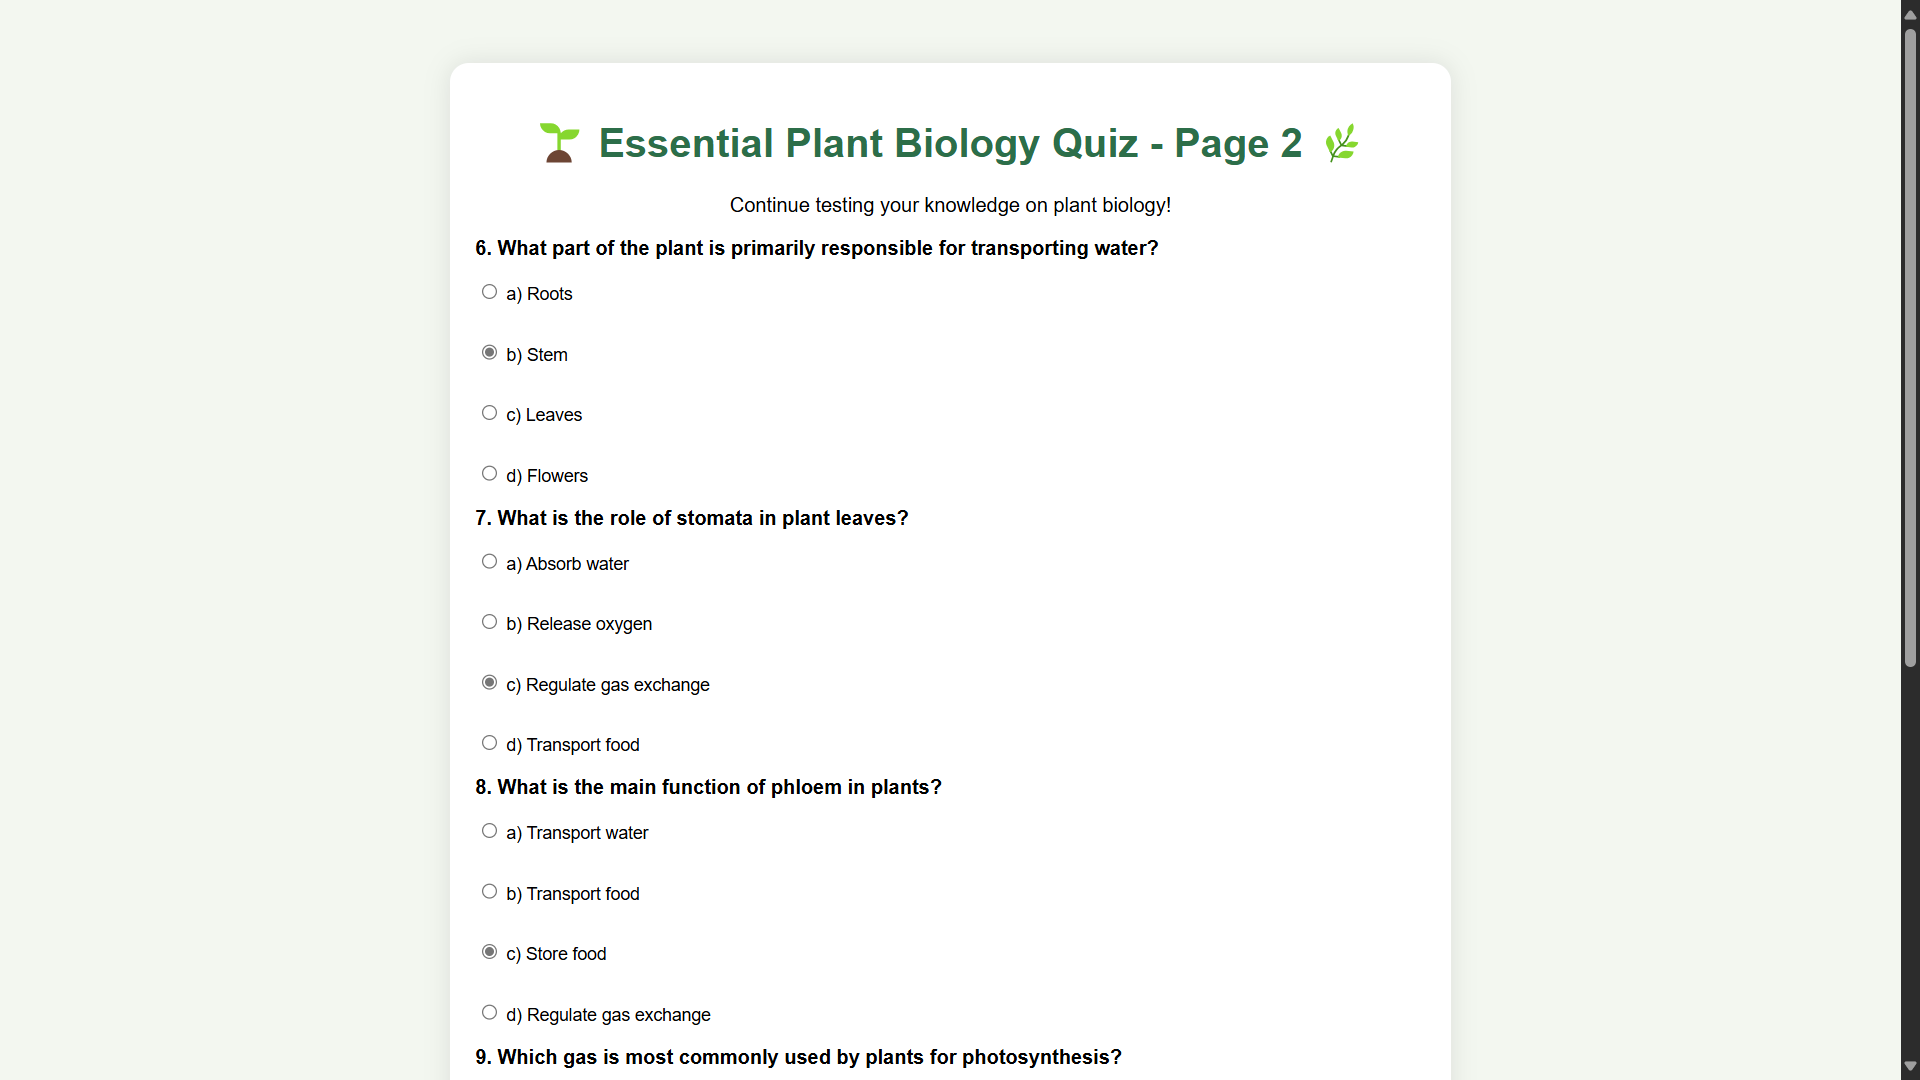 Essential Plant Biology Quiz - Page 2
Continue testing your knowledge on plant biology!
6. What part of the plant is primarily responsible for transporting water?
a) Roots
b) Stem
c) Leaves
d) Flowers
7. What is the role of stomata in plant leaves?
a) Absorb water
b) Release oxygen
c) Regulate gas exchange
d) Transport food
8. What is the main function of phloem in plants?
a) Transport water
b) Transport food
c) Store food
d) Regulate gas exchange
9. Which gas is most commonly used by plants for photosynthesis?